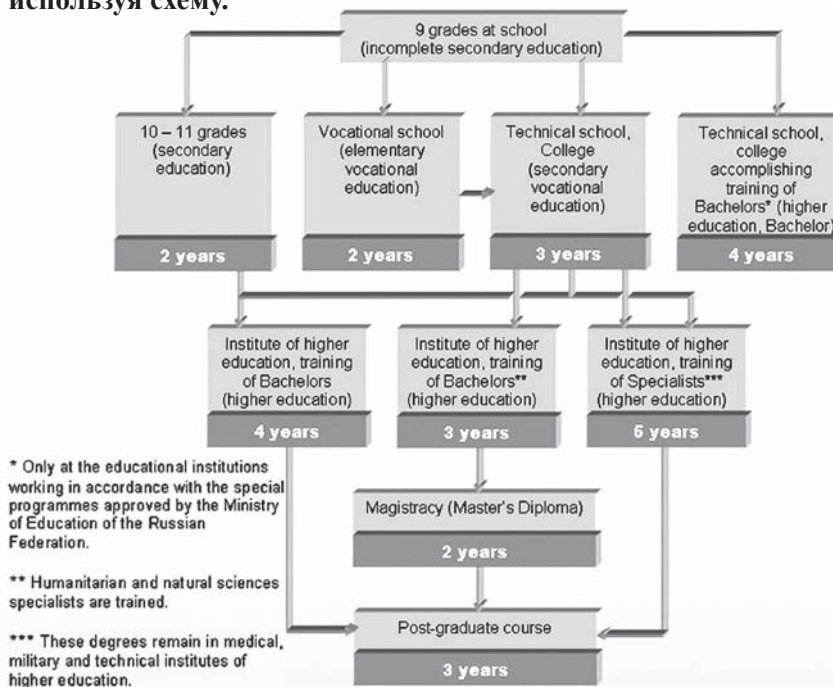 используя схему.
9 grades at school
(incomplete secondary education)
10 – 11 grades
(secondary
education)
2 years
Vocational school
(elementary
vocational
education)
2 years
Technical school,
College
(secondary
vocational
education)
3 years
Technical school,
college
accomplishing
training of
Bachelors* (higher
education, Bachelor)
4 years
Institute of higher
education, training
of Bachelors
(higher education)
4 years
Institute of higher
education, training
of Bachelors**
(higher education)
3 years
Institute of higher
education, training
of Specialists***
(higher education)
5 years
* Only at the educational institutions
working in accordance with the special
programmes approved by the Ministry
of Education of the Russian
Federation.
** Humanitarian and natural sciences
specialists are trained.
*** These degrees remain in medical,
military and technical institutes of
higher education.
Magistracy (Master's Diploma)
2 years
Post-graduate course
3 years